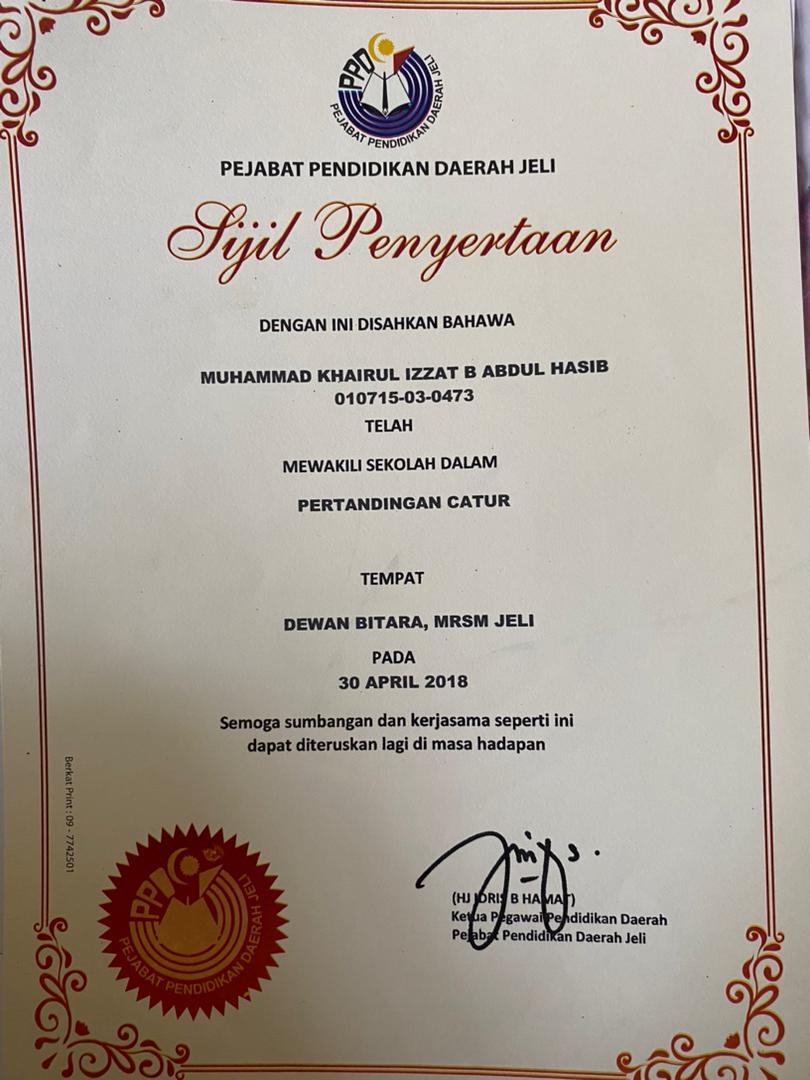 PPD
PEJABAT PENDIDIKAN DAERAH JELI
PEJABAT PENDIDIKAN DAERAH JELI
Sijil Penyertaan
DENGAN INI DISAHKAN BAHAWA
MUHAMMAD KHAIRUL IZZAT B ABDUL HASIB
010715-03-0473
TELAH
MEWAKILI SEKOLAH DALAM
PERTANDINGAN CATUR
TEMPAT
DEWAN BITARA, MRSM JELI
PADA
30 APRIL 2018
Semoga sumbangan dan kerjasama seperti ini
dapat diteruskan lagi di masa hadapan
Berkat Print : 09 - 7742501
PPD
PEJABAT PENDIDIKAN DAERAH JELI
(HJ IDRIS B HAMAT)
Ketua Pegawai Pendidikan Daerah
Pejabat Pendidikan Daerah Jeli